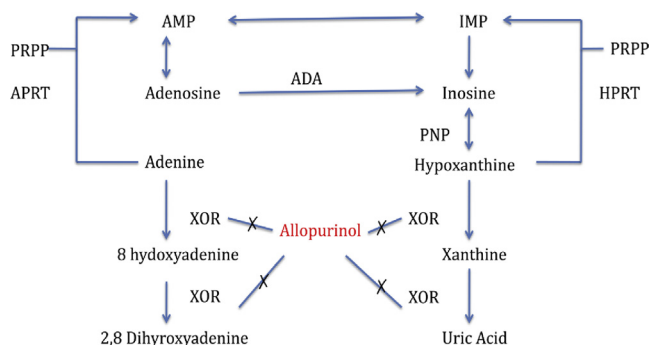 AMP IMP
PRPP PRPP
ADA
APRT Adenosine Inosine HPRT
PNP
Adenine Hypoxanthine
XOR XOR
Allopurinol
8 hydoxyadenine Xanthine
XOR XOR
2,8 Dihyroxyadenine Uric Acid